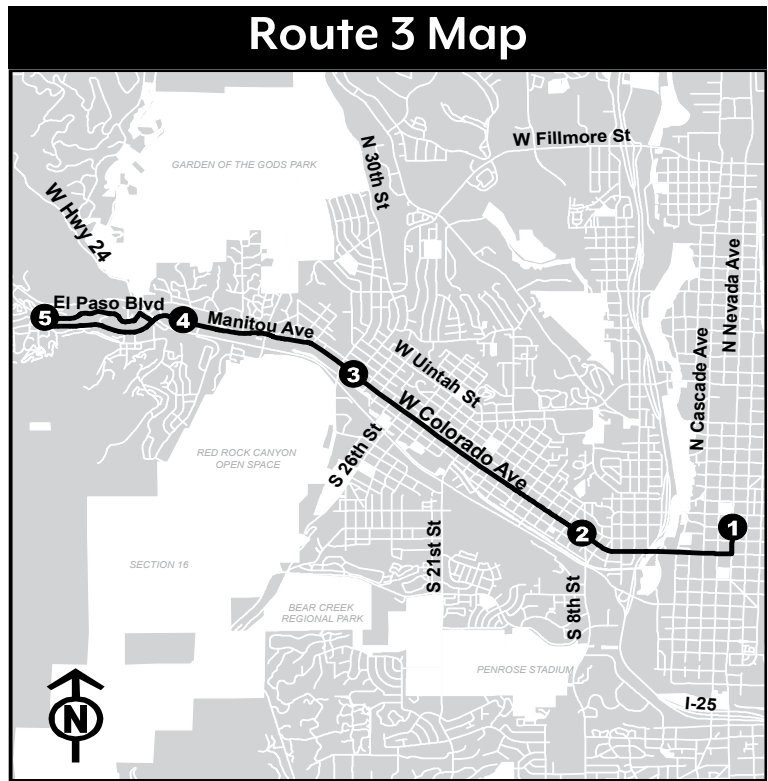 Route 3 Map
W Fillmore St
N 30th St
GARDEN OF THE GODS PARK
W Hwy 24
N Nevada Ave
El Paso Blvd
5
4
Manitou Ave
N Cascade Ave
W Uintah St
3
W Colorado Ave
S 26th St
RED ROCK CANYON
OPEN SPACE
1
2
S 21st St
SECTION 16
S 8th St
BEAR CREEK
REGIONAL PARK
PENROSE STADIUM
I-25
N